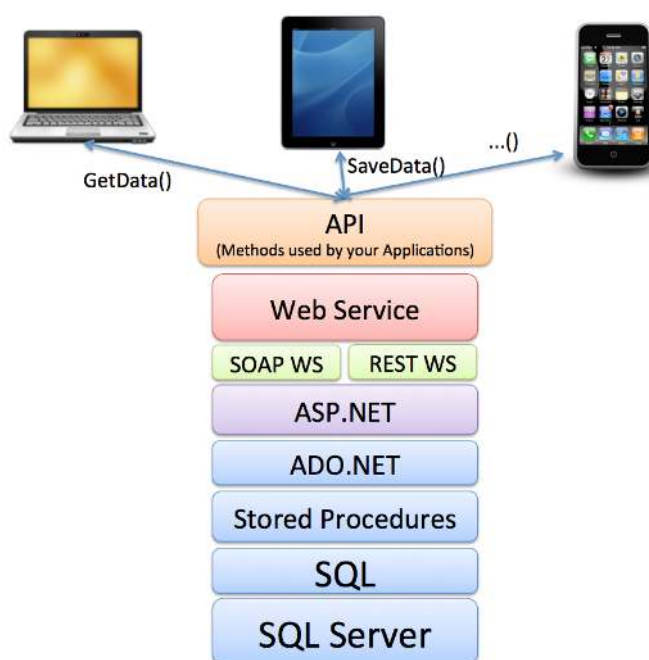 ...()
SaveData()
GetData()
API
(Methods used by your Applications)
Web Service
SOAP WS
REST WS
ASP.NET
ADO.NET
Stored Procedures
SQL
SQL Server